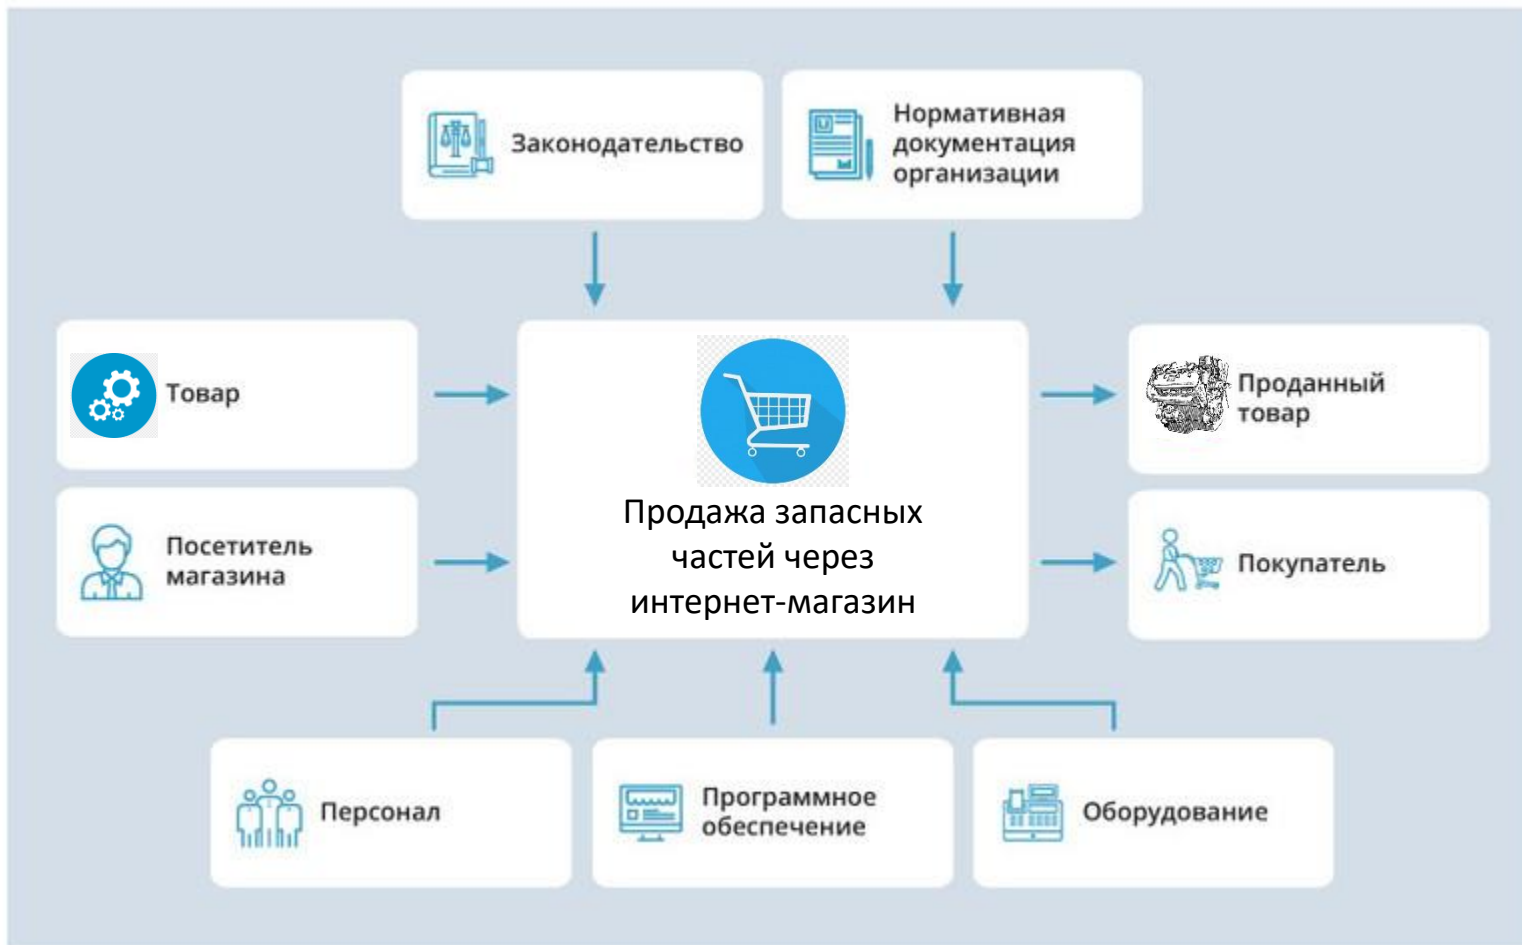 Законодательство
Нормативная
документация
организации
Товар
Посетитель
магазина
Продажа запасных
частей через
интернет-магазин
Проданный
товар
Покупатель
Персонал
Программное
обеспечение
Оборудование